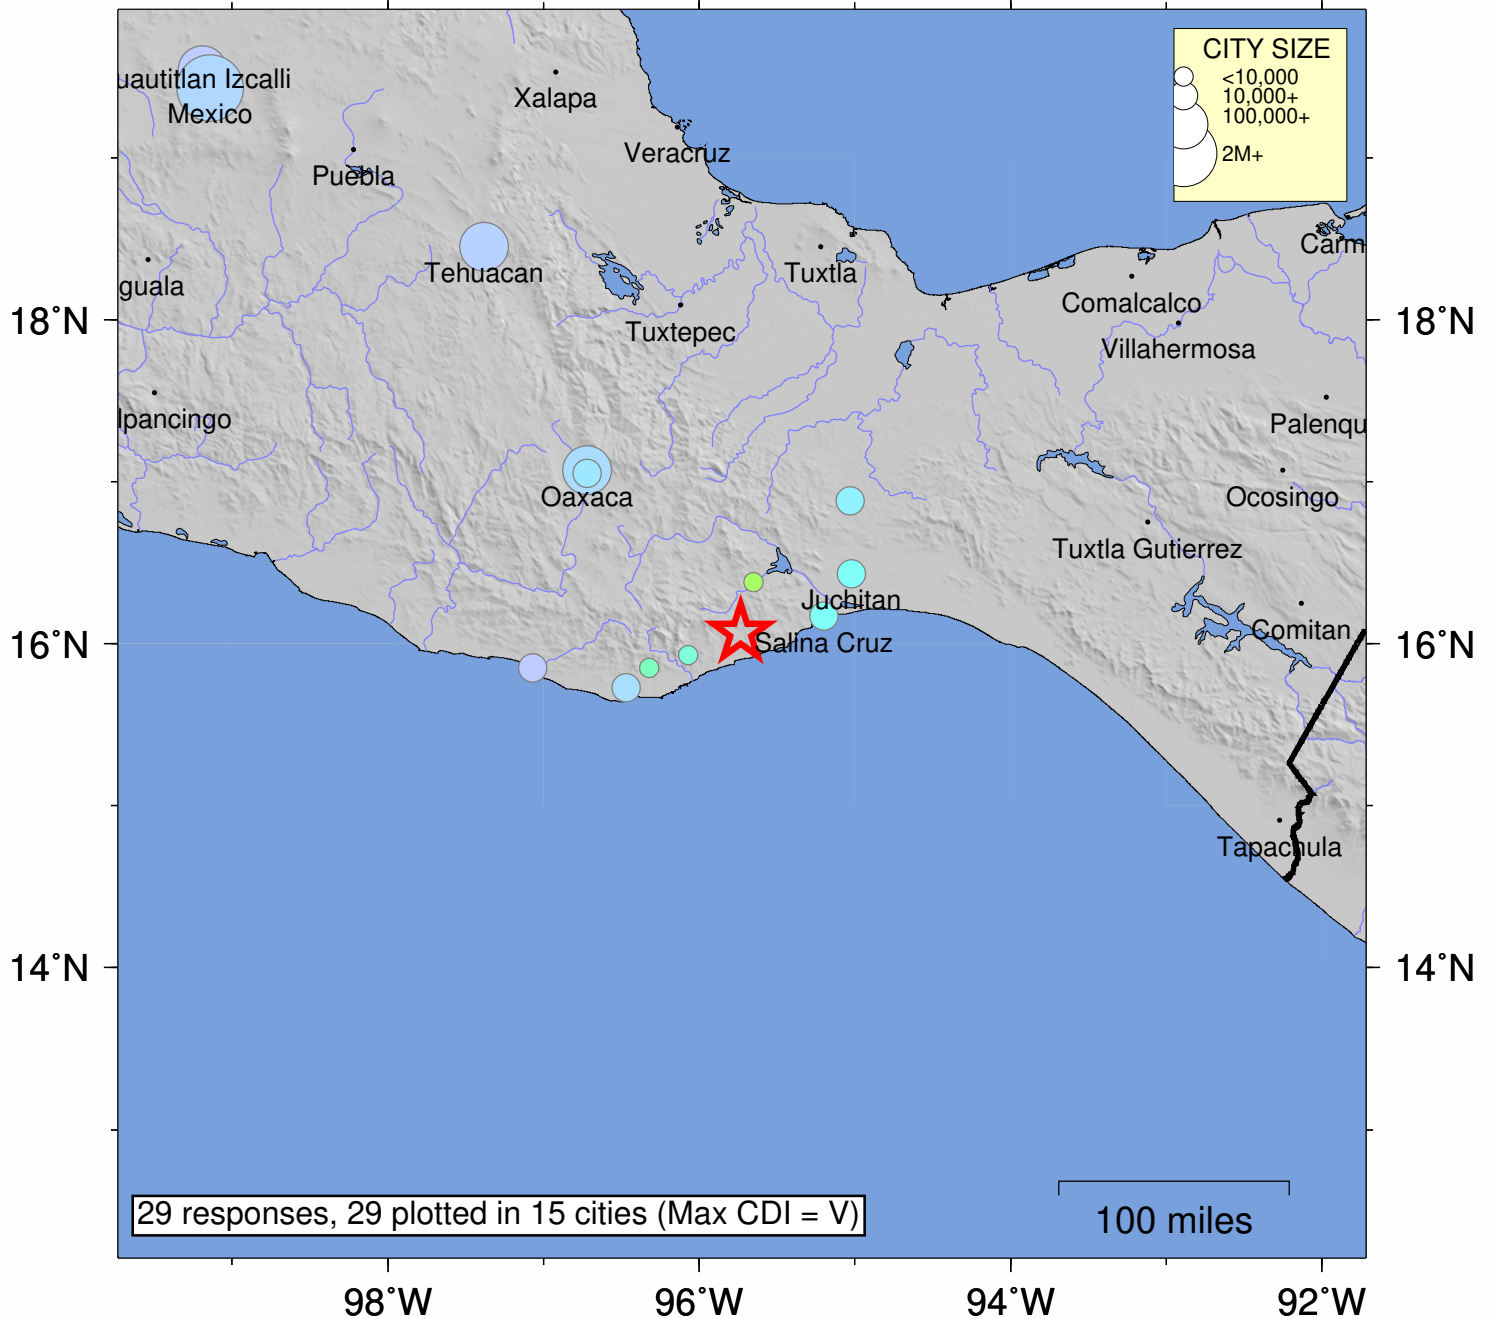 CITY SIZE
<10,000
10,000+
100,000+
2M+
uautitlan Izcalli
Mexico
Xalapa
Veracruz
Puebla
Tehuacan
Tuxtla
Carm
guala
Comalcalco
Tuxtepec
Villahermosa
18˚N
18˚N
lpancingo
Palenqu
Oaxaca
Ocosingo
Tuxtla Gutierrez
Juchitan
Salina Cruz
Comitan
16˚N
16˚N
Tapachula
14˚N
14˚N
29 responses, 29 plotted in 15 cities (Max CDI = V)
100 miles
98˚W
96˚W
94˚W
92˚W